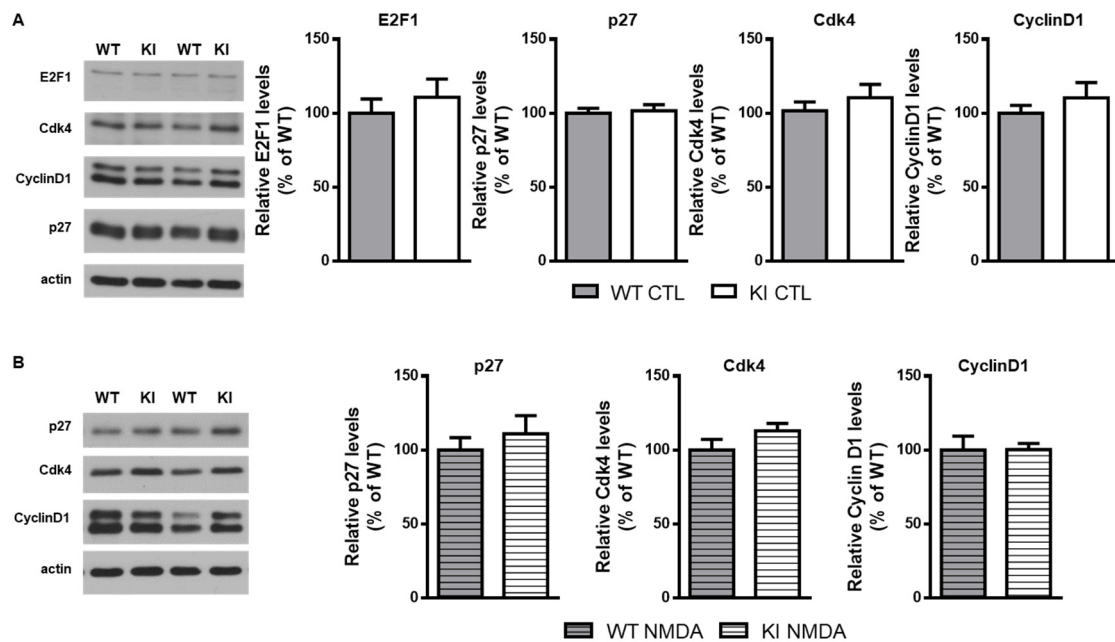 A
WT KI WT KI
E2F1
Cdk4
CyclinD1
p27
actin
E2F1
Relative E2F1 levels
(% of WT)
150
100
50
0
p27
Relative p27 levels
(% of WT)
150
100
50
0
Cdk4
Relative Cdk4 levels
(% of WT)
150
100
50
0
CyclinD1
Relative CyclinD1 levels
(% of WT)
150
100
50
0
WT CTL KI CTL
B
WT KI WT KI
p27
Cdk4
CyclinD1
actin
p27
Relative p27 levels
(% of WT)
150
100
50
0
Cdk4
Relative Cdk4 levels
(% of WT)
150
100
50
0
CyclinD1
Relative Cyclin D1 levels
(% of WT)
150
100
50
0
WT NMDA KI NMDA